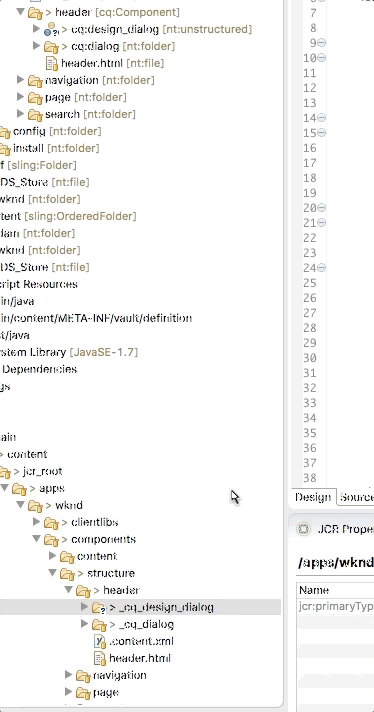 > header [cq:Component]
> cq:design_dialog [nt:unstructured]
> cq:dialog [nt:folder]
header.html [nt:file]
navigation [nt:folder]
page [nt:folder]
search [nt:folder]
config [nt:folder]
install [nt:folder]
f [sling:Folder]
DS_Store [nt:file]
wknd [nt:folder]
tent [sling:OrderedFolder]
dam [nt:folder]
wknd [nt:folder]
DS_Store [nt:file]
cript Resources
in/java
in/content/META-INF/vault/definition
t/java
stem Library [JavaSE-1.7]
Dependencies
gs
ain
> content
> jcr_root
> apps
> wknd
> clientlibs
> components
> content
> structure
> header
> _cq_design_dialog
> _cq_dialog
.content.xml
header.html
> navigation
> page
7
8
9
10
11
12
13
14
15
16
17
18
19
20
21
22
23
24
25
26
27
28
29
30
31
32
33
34
35
36
37
38
Design Source
JCR Prope
/apps/wknd
Name
jcr:primaryTyp